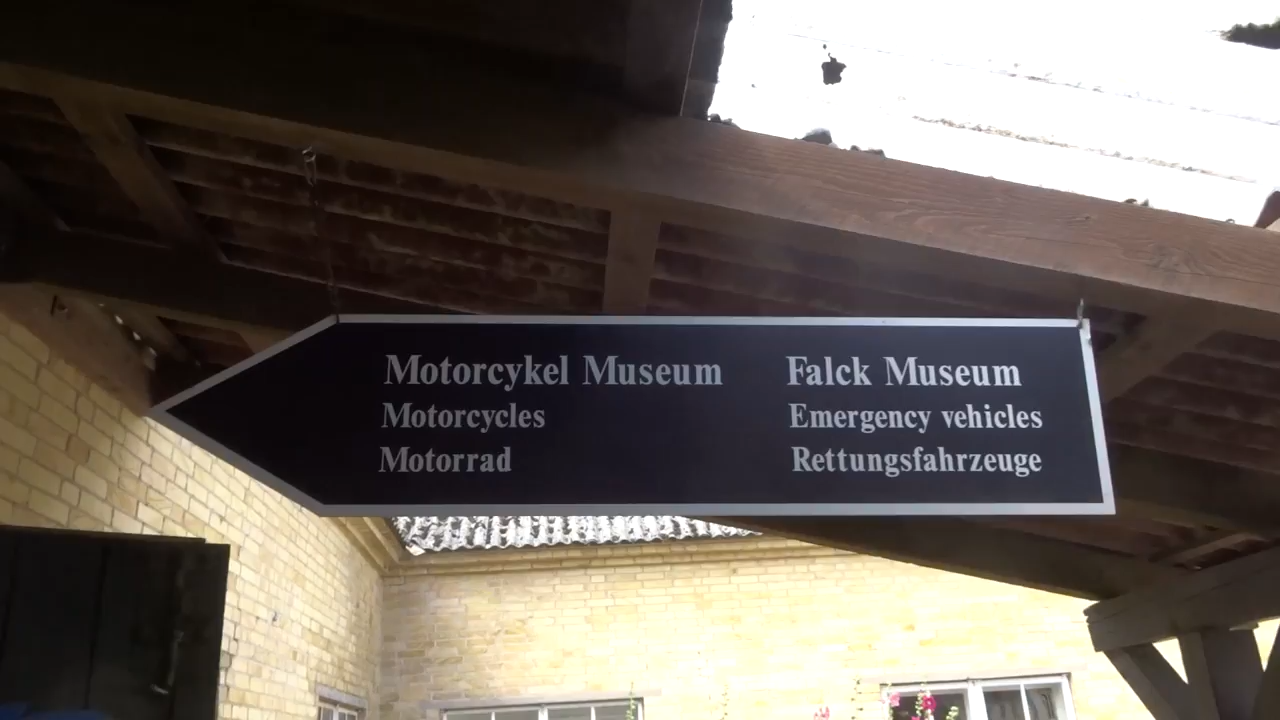 Motorcykel Museum
Motorcycles
Motorrad
Falck Museum
Emergency vehicles
Rettungsfahrzeuge